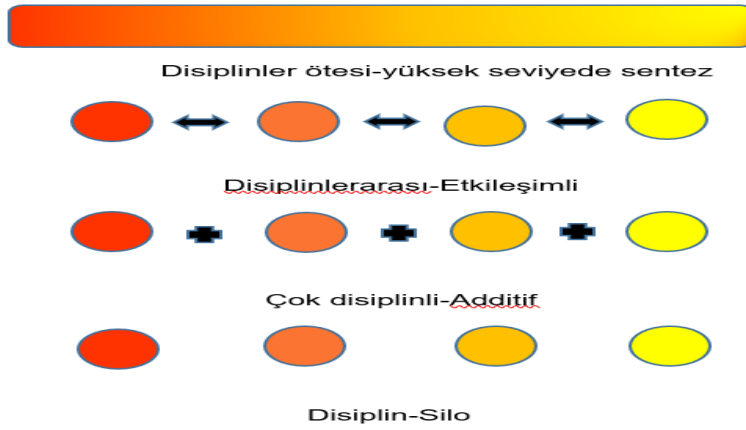 Disiplinler ötesi-yüksek seviyede sentez
Disiplinlerarası-Etkileşimli
Çok disiplinli-Additif
Disiplin-Silo